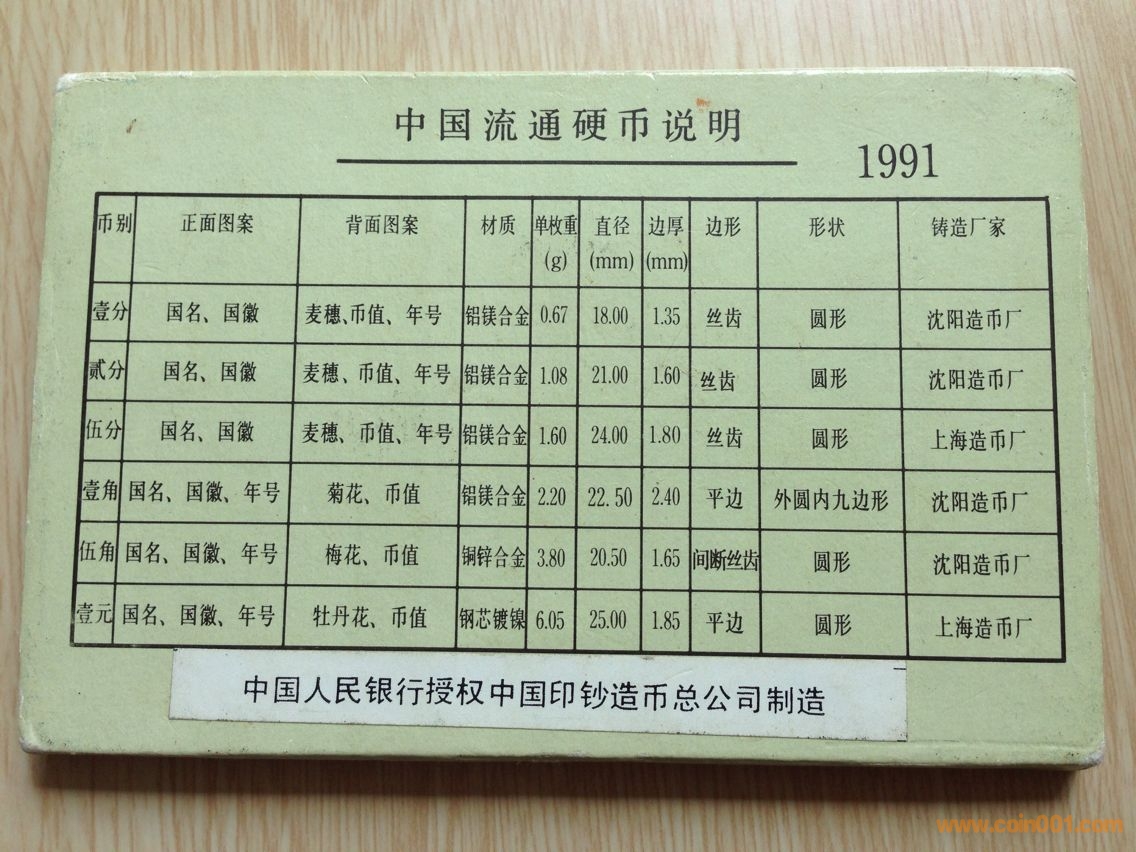 中国流通硬币说明
1991
币别 正面图案 背面图案 材质 单枚重(g) 直径(mm) 边厚(mm) 边形 形状 铸造厂家
壹分 国名、国徽 麦穗、币值、年号 铝镁合金 0.67 18.00 1.35 丝齿 圆形 沈阳造币厂
贰分 国名、国徽 麦穗、币值、年号 铝镁合金 1.08 21.00 1.60 丝齿 圆形 沈阳造币厂
伍分 国名、国徽 麦穗、币值、年号 铝镁合金 1.60 24.00 1.80 丝齿 圆形 上海造币厂
壹角 国名、国徽、年号 菊花、币值 铝镁合金 2.20 22.50 2.40 平边 外圆内九边形 沈阳造币厂
伍角 国名、国徽、年号 梅花、币值 铜锌合金 3.80 20.50 1.65 间断丝齿 圆形 沈阳造币厂
壹元 国名、国徽、年号 牡丹花、币值 钢芯镀镍 6.05 25.00 1.85 平边 圆形 上海造币厂
中国人民银行授权中国印钞造币总公司制造
www.coin001.com